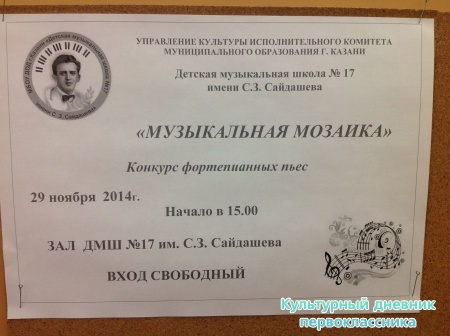 УПРАВЛЕНИЕ КУЛЬТУРЫ ИСПОЛНИТЕЛЬНОГО КОМИТЕТА
МУНИЦИПАЛЬНОГО ОБРАЗОВАНИЯ Г. КАЗАНИ
Детская музыкальная школа № 17
имени С.З. Сайдашева
«МУЗЫКАЛЬНАЯ МОЗАИКА»
Конкурс фортепианных пьес
29 ноября 2014г.
Начало в 15.00
ЗАЛ ДМШ №17 им. С.З. Сайдашева
ВХОД СВОБОДНЫЙ
Культурный дневник
первоклассника